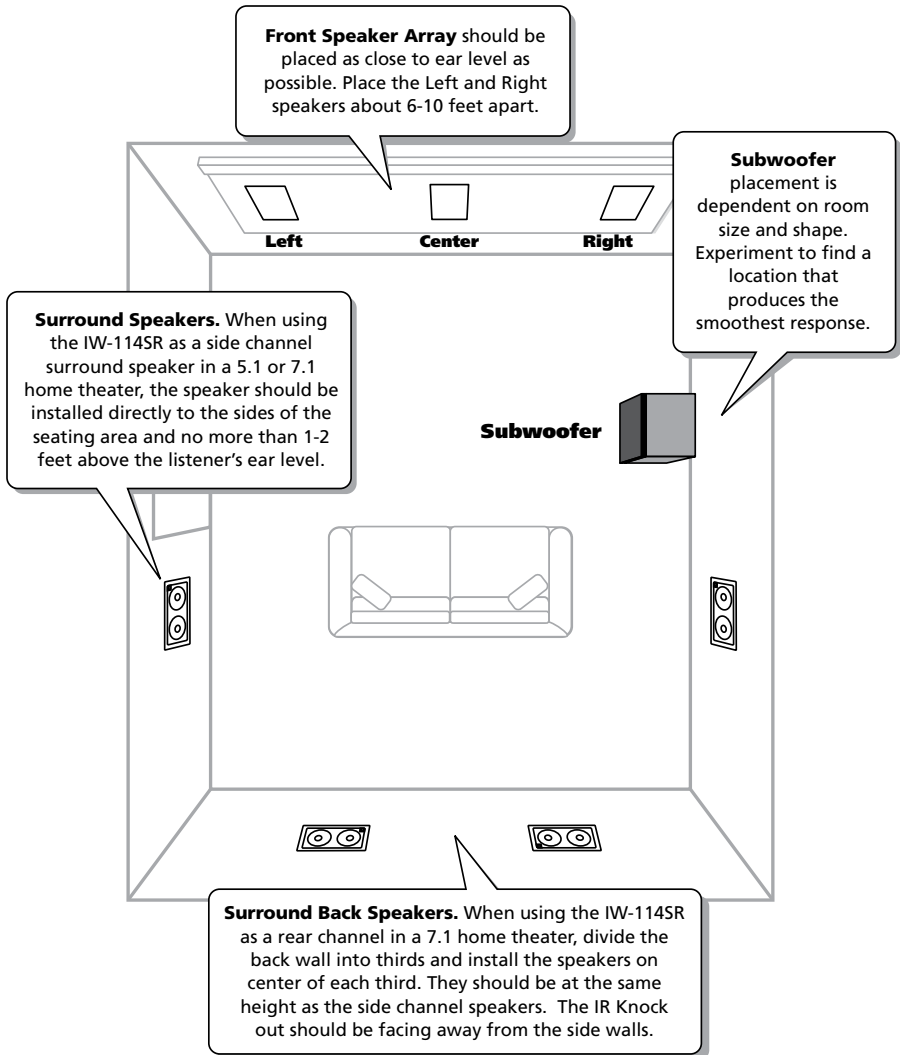 Front Speaker Array should be
placed as close to ear level as
possible. Place the Left and Right
speakers about 6-10 feet apart.
Subwoofer
placement is
dependent on room
size and shape.
Experiment to find a
location that
produces the
smoothest response.
Left
Center
Right
Surround Speakers. When using
the IW-114SR as a side channel
surround speaker in a 5.1 or 7.1
home theater, the speaker should be
installed directly to the sides of the
seating area and no more than 1-2
feet above the listener's ear level.
Subwoofer
Surround Back Speakers. When using the IW-114SR
as a rear channel in a 7.1 home theater, divide the
back wall into thirds and install the speakers on
center of each third. They should be at the same
height as the side channel speakers. The IR Knock
out should be facing away from the side walls.